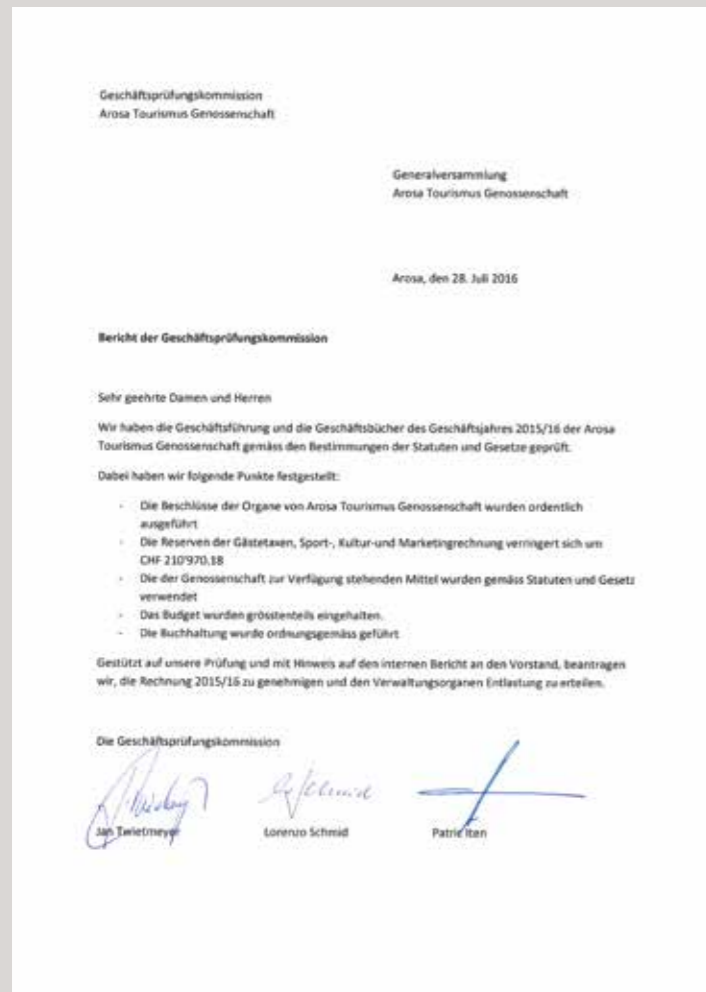 Geschäftsprüfungskommission
Arosa Tourismus Genossenschaft
Generalversammlung
Arosa Tourismus Genossenschaft
Arosa, den 28. Juli 2016
Bericht der Geschäftsprüfungskommission
Sehr geehrte Damen und Herren
Wir haben die Geschäftsführung und die Geschäftsbücher des Geschäftsjahres 2015/16 der Arosa
Tourismus Genossenschaft gemäss den Bestimmungen der Statuten und Gesetze geprüft.
Dabei haben wir folgende Punkte festgestellt:
- Die Beschlüsse der Organe von Arosa Tourismus Genossenschaft wurden ordentlich
ausgeführt
- Die Reserven der Gästetaxen, Sport-, Kultur-und Marketingrechnung verringert sich um
CHF 210'970.18
- Die der Genossenschaft zur Verfügung stehenden Mittel wurden gemäss Statuten und Gesetz
verwendet
- Das Budget wurden grösstenteils eingehalten.
- Die Buchhaltung wurde ordnungsgemäss geführt
Gestützt auf unsere Prüfung und mit Hinweis auf den internen Bericht an den Vorstand, beantragen
wir, die Rechnung 2015/16 zu genehmigen und den Verwaltungsorganen Entlastung zu erteilen.
Die Geschäftsprüfungskommission
Jan Twietmeyer Lorenzo Schmid Patric Iten